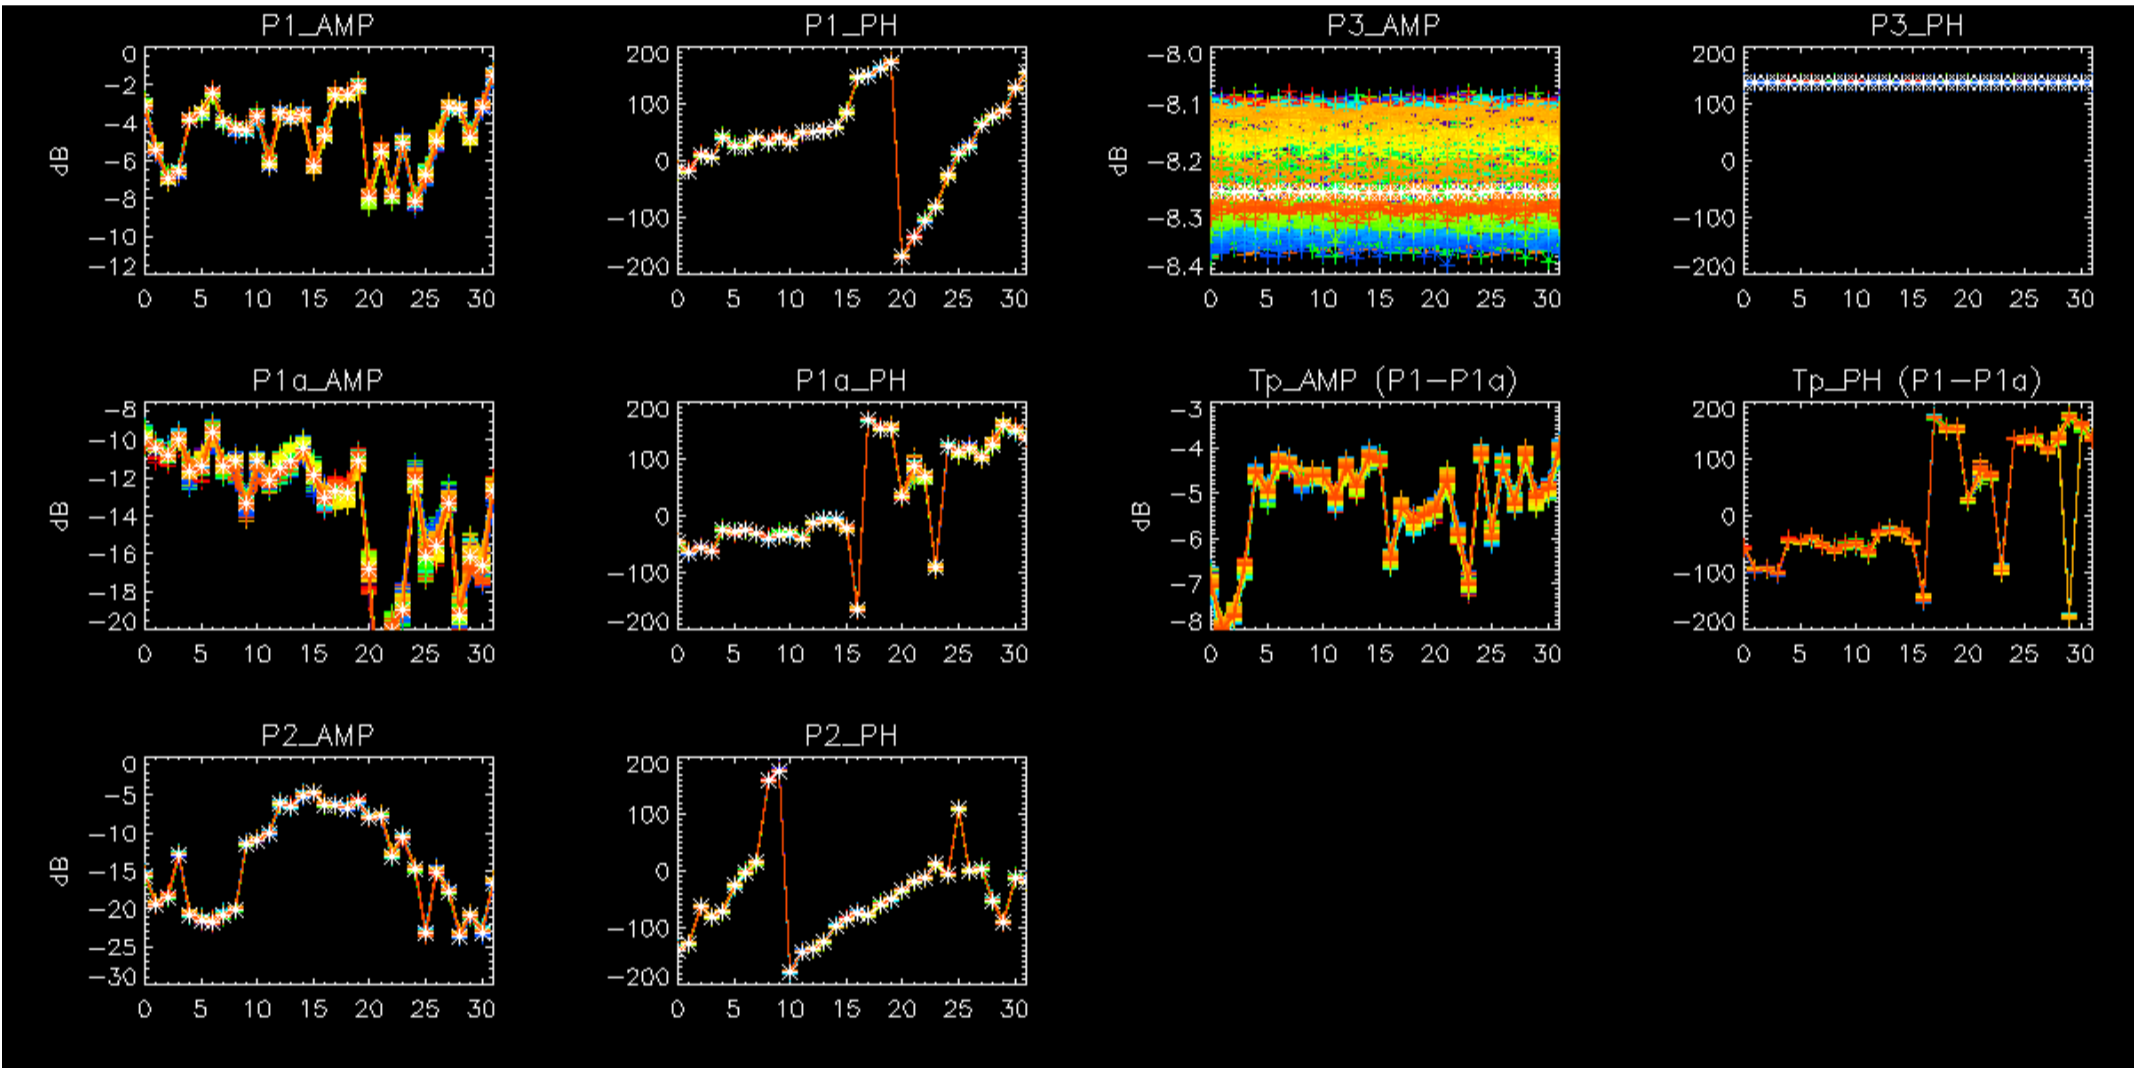 P1_AMP P1_PH P3_AMP P3_PH
0 200 -8.0 200
-2 100 -8.1 100
-4 0 -8.2 0
-6 -100 -8.3 -100
-8 -200 -8.4 -200
-10
-12
dB dB
0 5 10 15 20 25 30 0 5 10 15 20 25 30 0 5 10 15 20 25 30 0 5 10 15 20 25 30
P1a_AMP P1a_PH Tp_AMP (P1-P1a) Tp_PH (P1-P1a)
-8 200 -3 200
-10 100 -4 100
-12 0 -5 0
-14 -100 -6 -100
-16 -200 -7 -200
-18 -8
-20
dB dB
0 5 10 15 20 25 30 0 5 10 15 20 25 30 0 5 10 15 20 25 30 0 5 10 15 20 25 30
P2_AMP P2_PH
0 200
-5 100
-10 0
-15 -100
-20 -200
-25
-30
dB
0 5 10 15 20 25 30 0 5 10 15 20 25 30